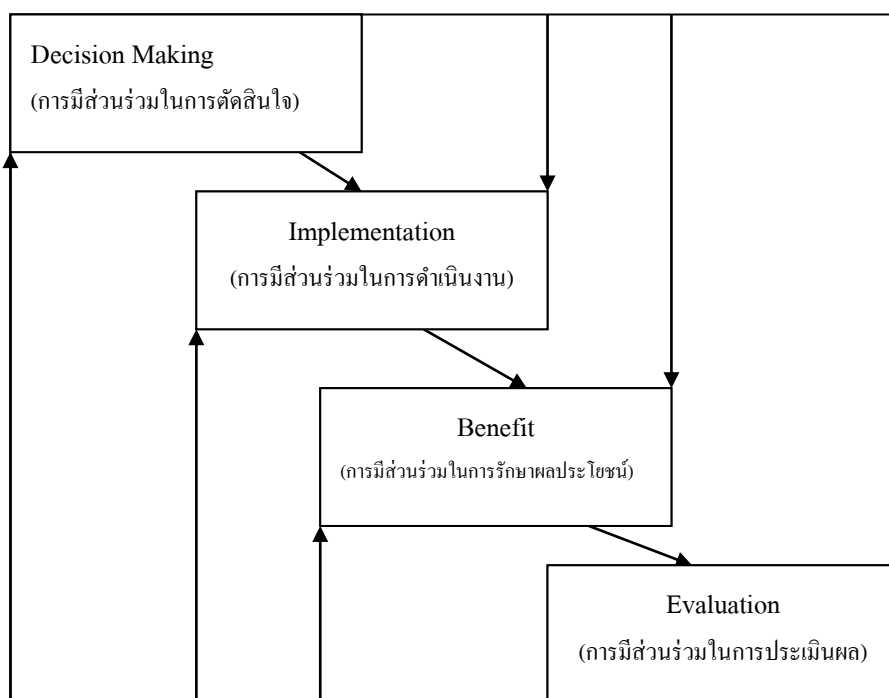 Decision Making
(การมีส่วนร่วมในการตัดสินใจ)
Implementation
(การมีส่วนร่วมในการดำเนินงาน)
Benefit
(การมีส่วนร่วมในการรักษาผลประโยชน์)
Evaluation
(การมีส่วนร่วมในการประเมินผล)